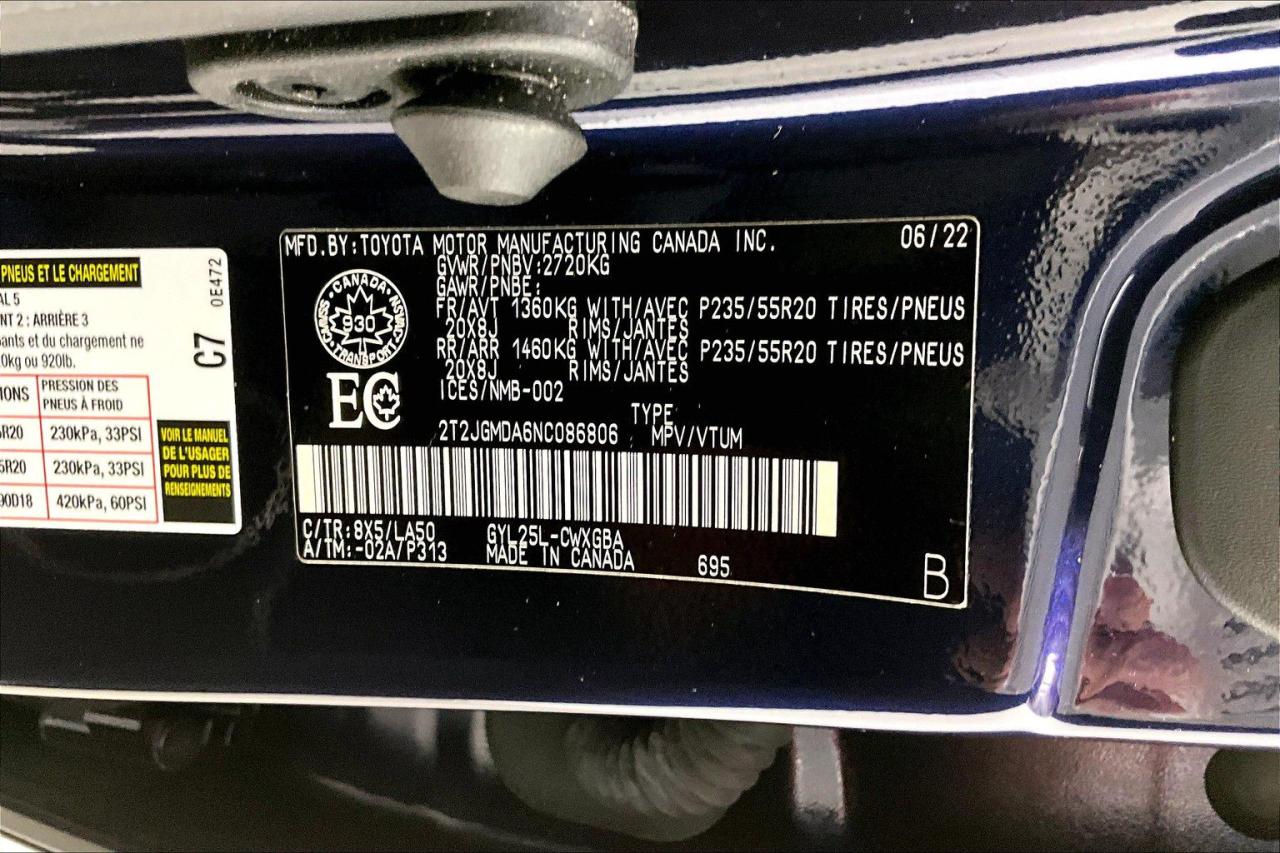 PNEUS ET LE CHARGEMENT
AL 5
NT 2 : ARRIÈRE 3
ants et du chargement ne
0kg ou 920lb.
IONS PRESSION DES PNEUS À FROID
R20 230kPa, 33PSI
5R20 230kPa, 33PSI
90D18 420kPa, 60PSI
C7
0E472
VOIR LE MANUEL
DE L'USAGER
POUR PLUS DE
RENSEIGNEMENTS
MFD.BY:TOYOTA MOTOR MANUFACTURING CANADA INC. 06/22
GVWR/PNBV:2720KG
GAWR/PNBE:
FR/AVT 1360KG WITH/AVEC P235/55R20 TIRES/PNEUS
20X8J RIMS/JANTES
RR/ARR 1460KG WITH/AVEC P235/55R20 TIRES/PNEUS
20X8J RIMS/JANTES
ICES/NMB-002
CANADA
930
TRANSPORT
EC
TYPE
2T2JGMDA6NC086806 MPV/VTUM
C/TR:8X5/LA50 GYL25L-CWXGBA
A/TM:-02A/P313 MADE IN CANADA 695
B